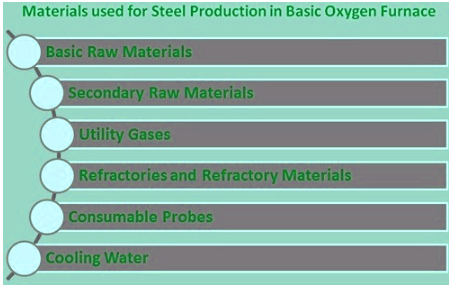 Materials used for Steel Production in Basic Oxygen Furnace
Basic Raw Materials
Secondary Raw Materials
Utility Gases
Refractories and Refractory Materials
Consumable Probes
Cooling Water